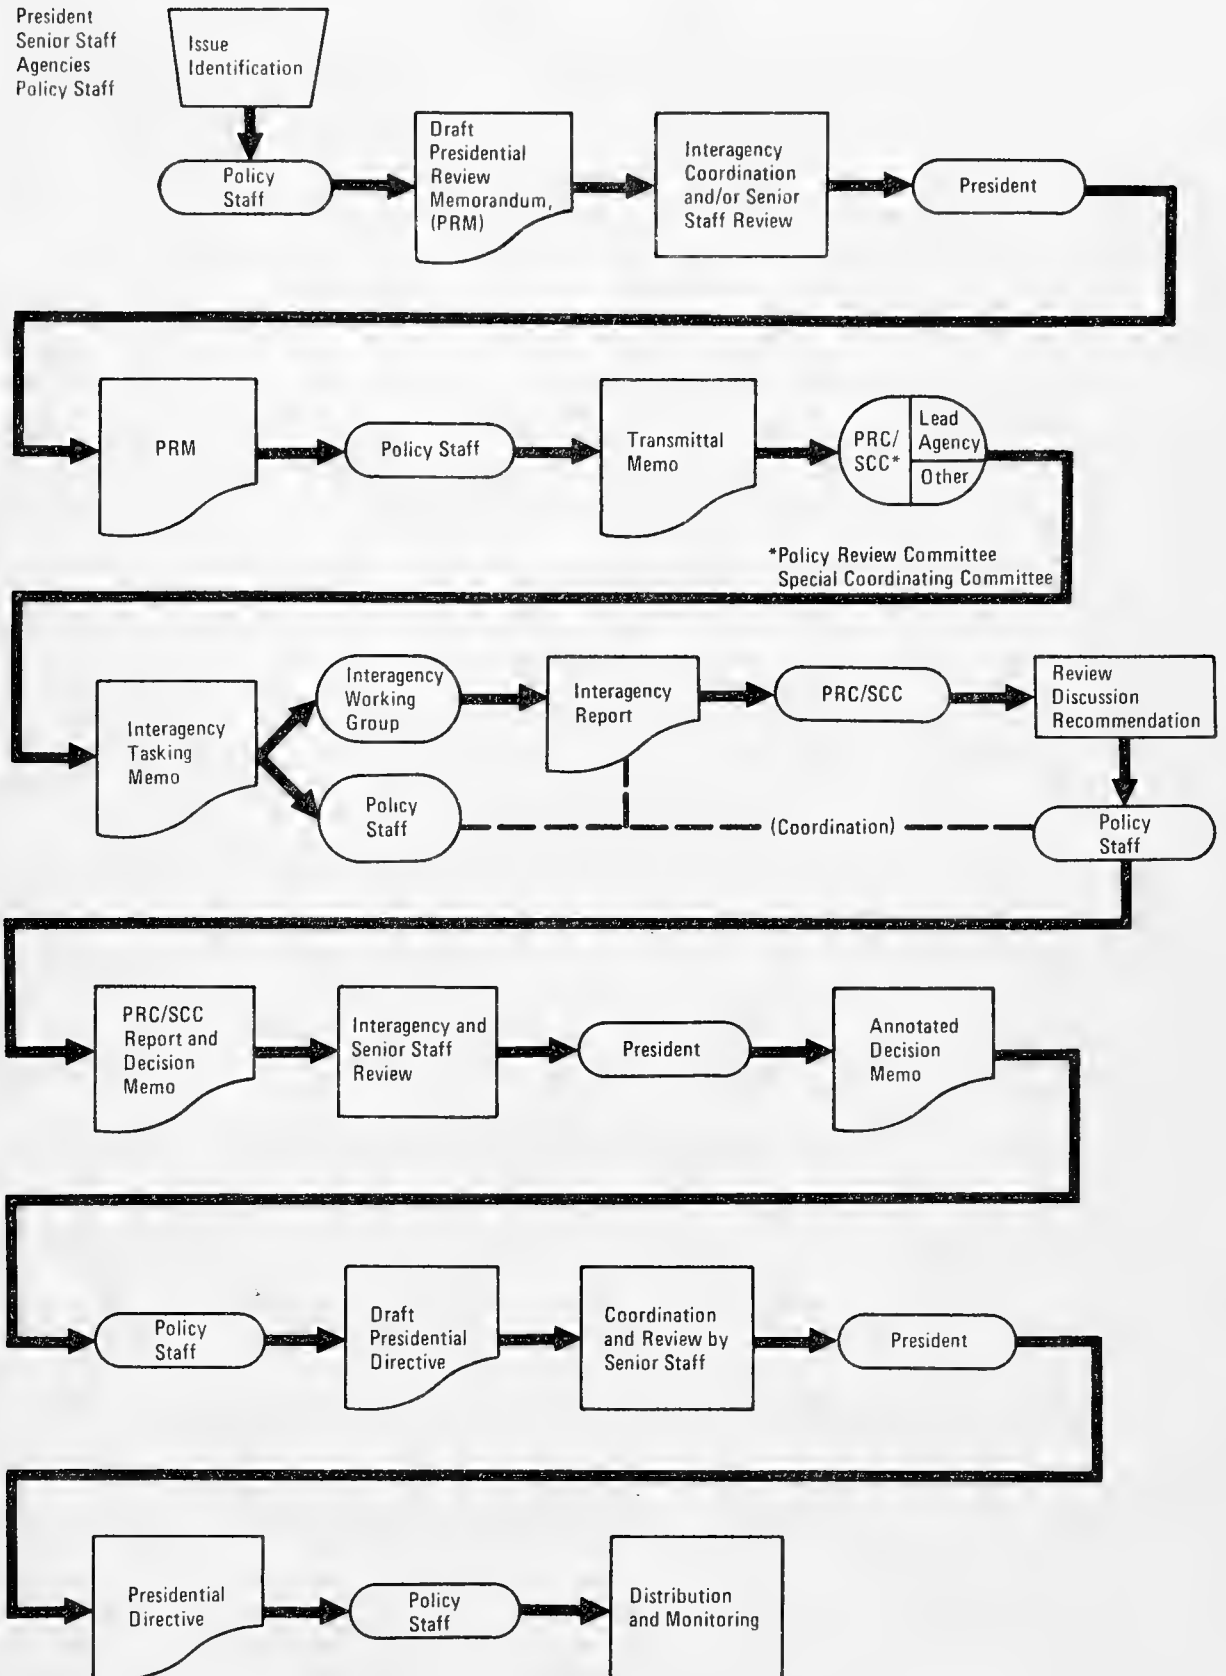 President
Senior Staff
Agencies
Policy Staff
Issue
Identification
Policy
Staff
Draft
Presidential
Review
Memorandum,
(PRM)
Interagency
Coordination
and/or Senior
Staff Review
President
PRM
Policy Staff
Transmittal
Memo
PRC/
SCC*
Lead
Agency
Other
*Policy Review Committee
Special Coordinating Committee
Interagency
Tasking
Memo
Interagency
Working
Group
Policy
Staff
Interagency
Report
PRC/SCC
Review
Discussion
Recommendation
(Coordination)
Policy
Staff
PRC/SCC
Report and
Decision
Memo
Interagency and
Senior Staff
Review
President
Annotated
Decision
Memo
Policy
Staff
Draft
Presidential
Directive
Coordination
and Review by
Senior Staff
President
Presidential
Directive
Policy
Staff
Distribution
and Monitoring